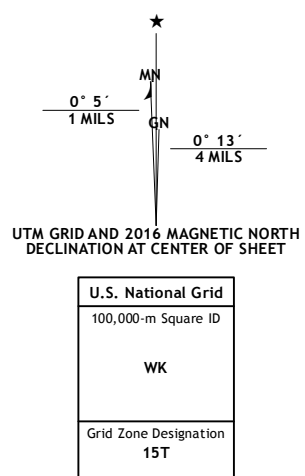 ★
MN
0° 5´
1 MILS
GN
0° 13´
4 MILS
UTM GRID AND 2016 MAGNETIC NORTH
DECLINATION AT CENTER OF SHEET
U.S. National Grid
100,000-m Square ID
WK
Grid Zone Designation
15T